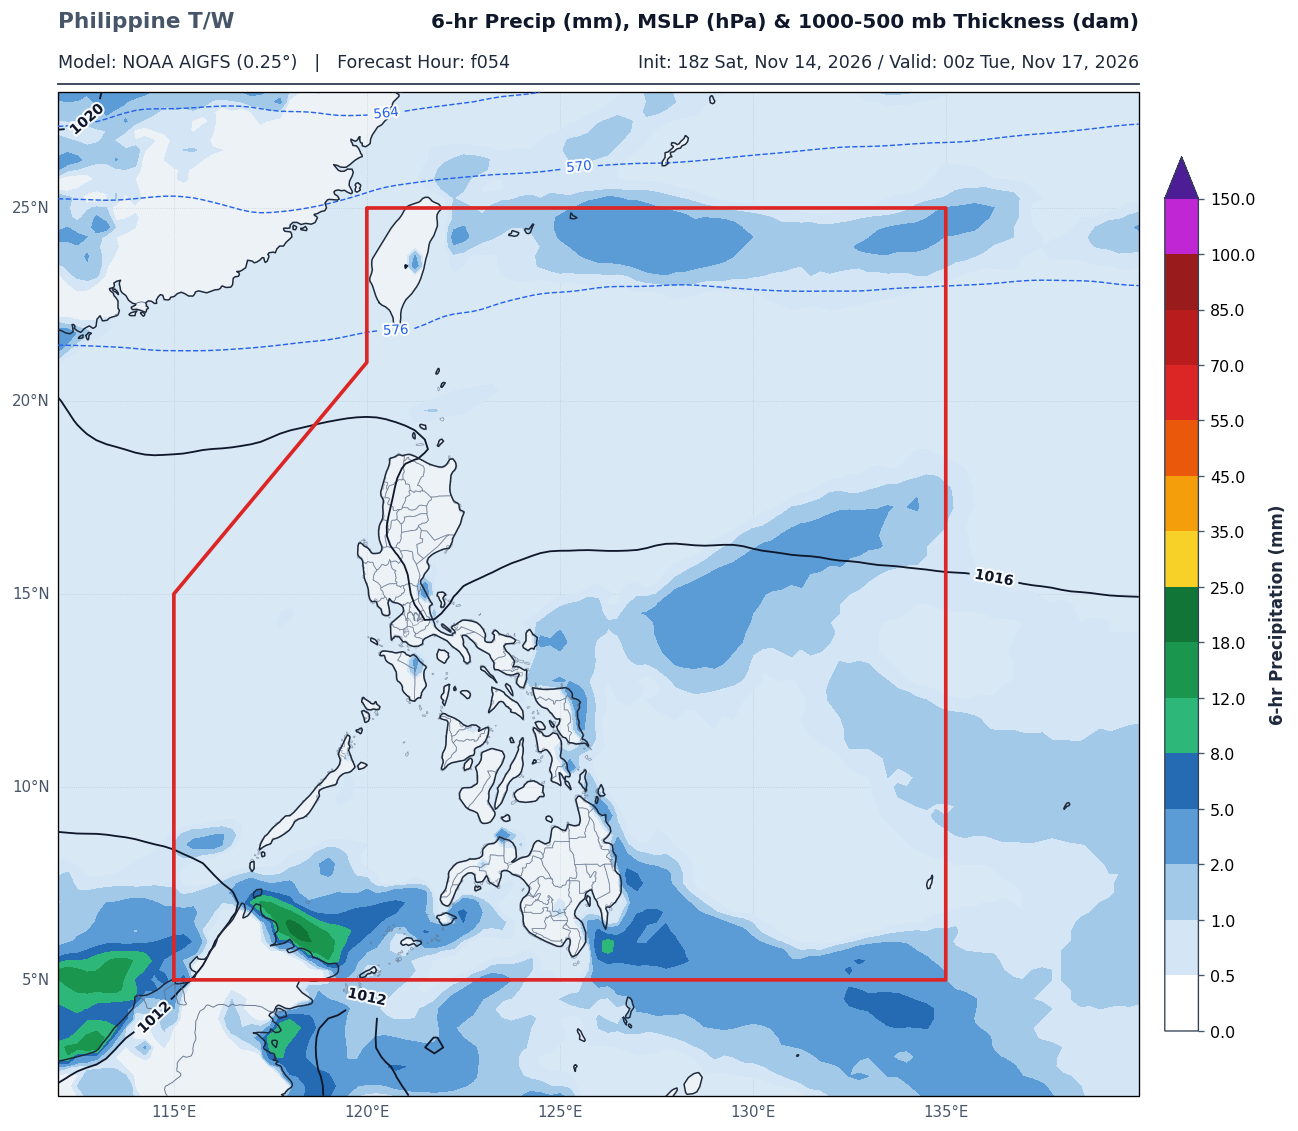 Philippine T/W
6-hr Precip (mm), MSLP (hPa) & 1000-500 mb Thickness (dam)
Model: NOAA AIGFS (0.25°) | Forecast Hour: f054
Init: 18z Sat, Nov 14, 2026 / Valid: 00z Tue, Nov 17, 2026
1020
564
570
576
1016
1012
1012
25°N
20°N
15°N
10°N
5°N
115°E
120°E
125°E
130°E
135°E
150.0
100.0
85.0
70.0
55.0
45.0
35.0
25.0
18.0
12.0
8.0
5.0
2.0
1.0
0.5
0.0
6-hr Precipitation (mm)